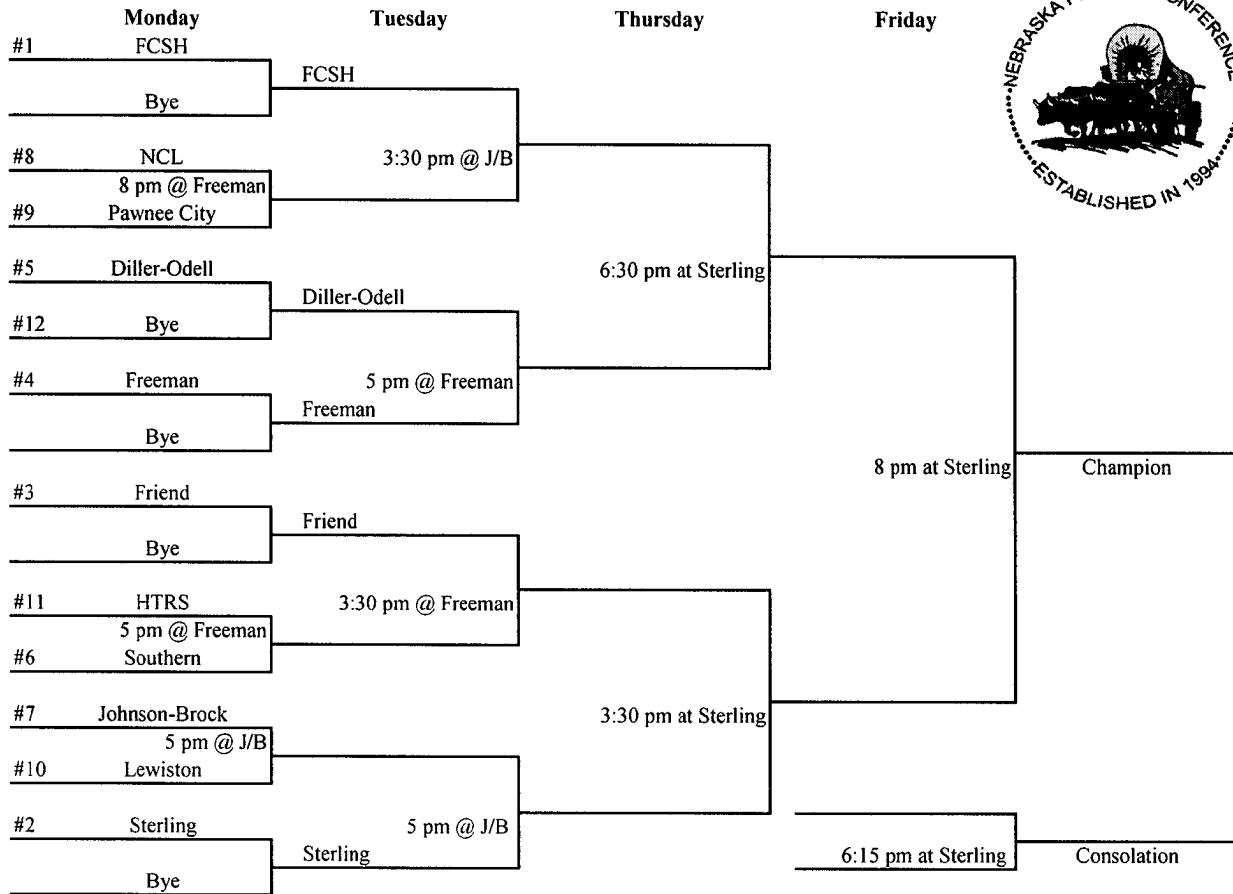 Monday Tuesday Thursday Friday
NEBRASKA CONFERENCE
ESTABLISHED IN 1994
#1 FCSH
FCSH
Bye
#8 NCL 3:30 pm @ J/B
8 pm @ Freeman
#9 Pawnee City
#5 Diller-Odell 6:30 pm at Sterling
Diller-Odell
#12 Bye
#4 Freeman 5 pm @ Freeman
Freeman
Bye
8 pm at Sterling Champion
#3 Friend
Friend
Bye
#11 HTRS 3:30 pm @ Freeman
5 pm @ Freeman
#6 Southern
#7 Johnson-Brock 3:30 pm at Sterling
5 pm @ J/B
#10 Lewiston
#2 Sterling 5 pm @ J/B
Sterling 6:15 pm at Sterling Consolation
Bye